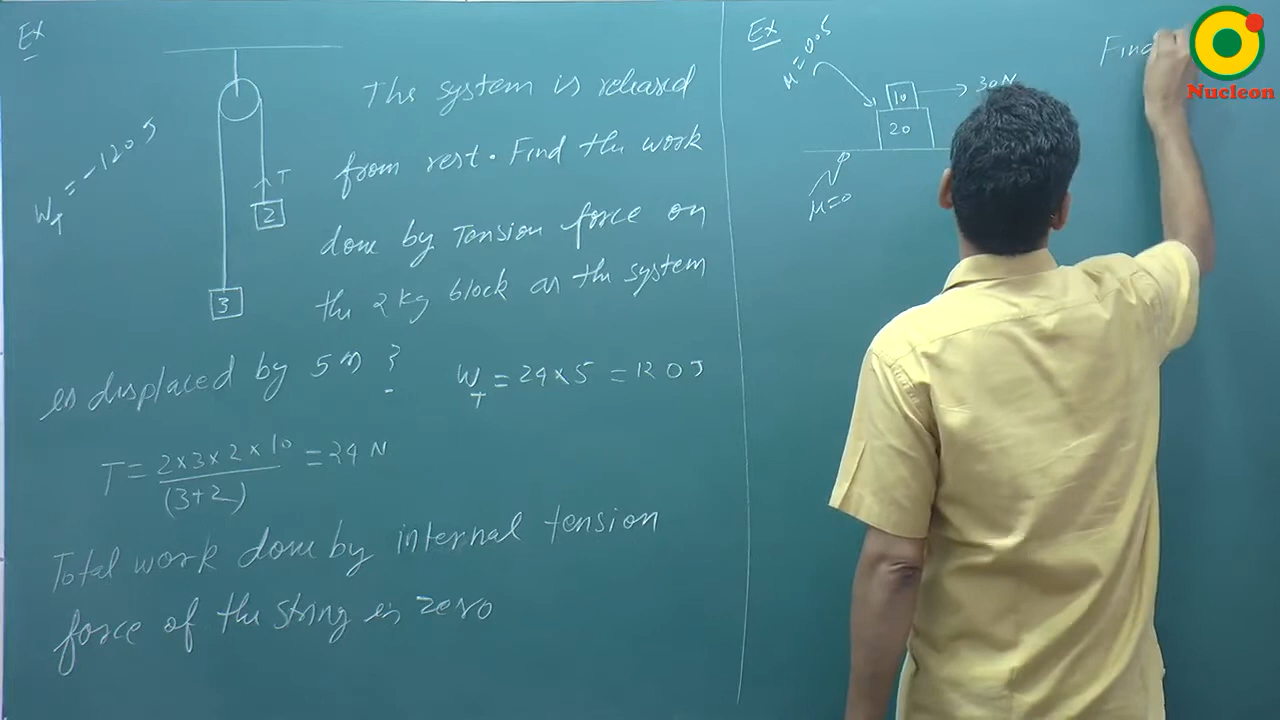 Ex
The system is released
from rest. Find the work
done by Tension force on
the 2 kg block as the system
is displaced by 5 m ?
W_T = -120 J
T
2
3
W_T = 24×5 = 120 J
T = 2×3×2×10 / (3+2) = 24 N
Total work done by internal tension
force of the string is zero
Ex
μ=0.5
10
30N
20
μ=0
Find
Nucleon